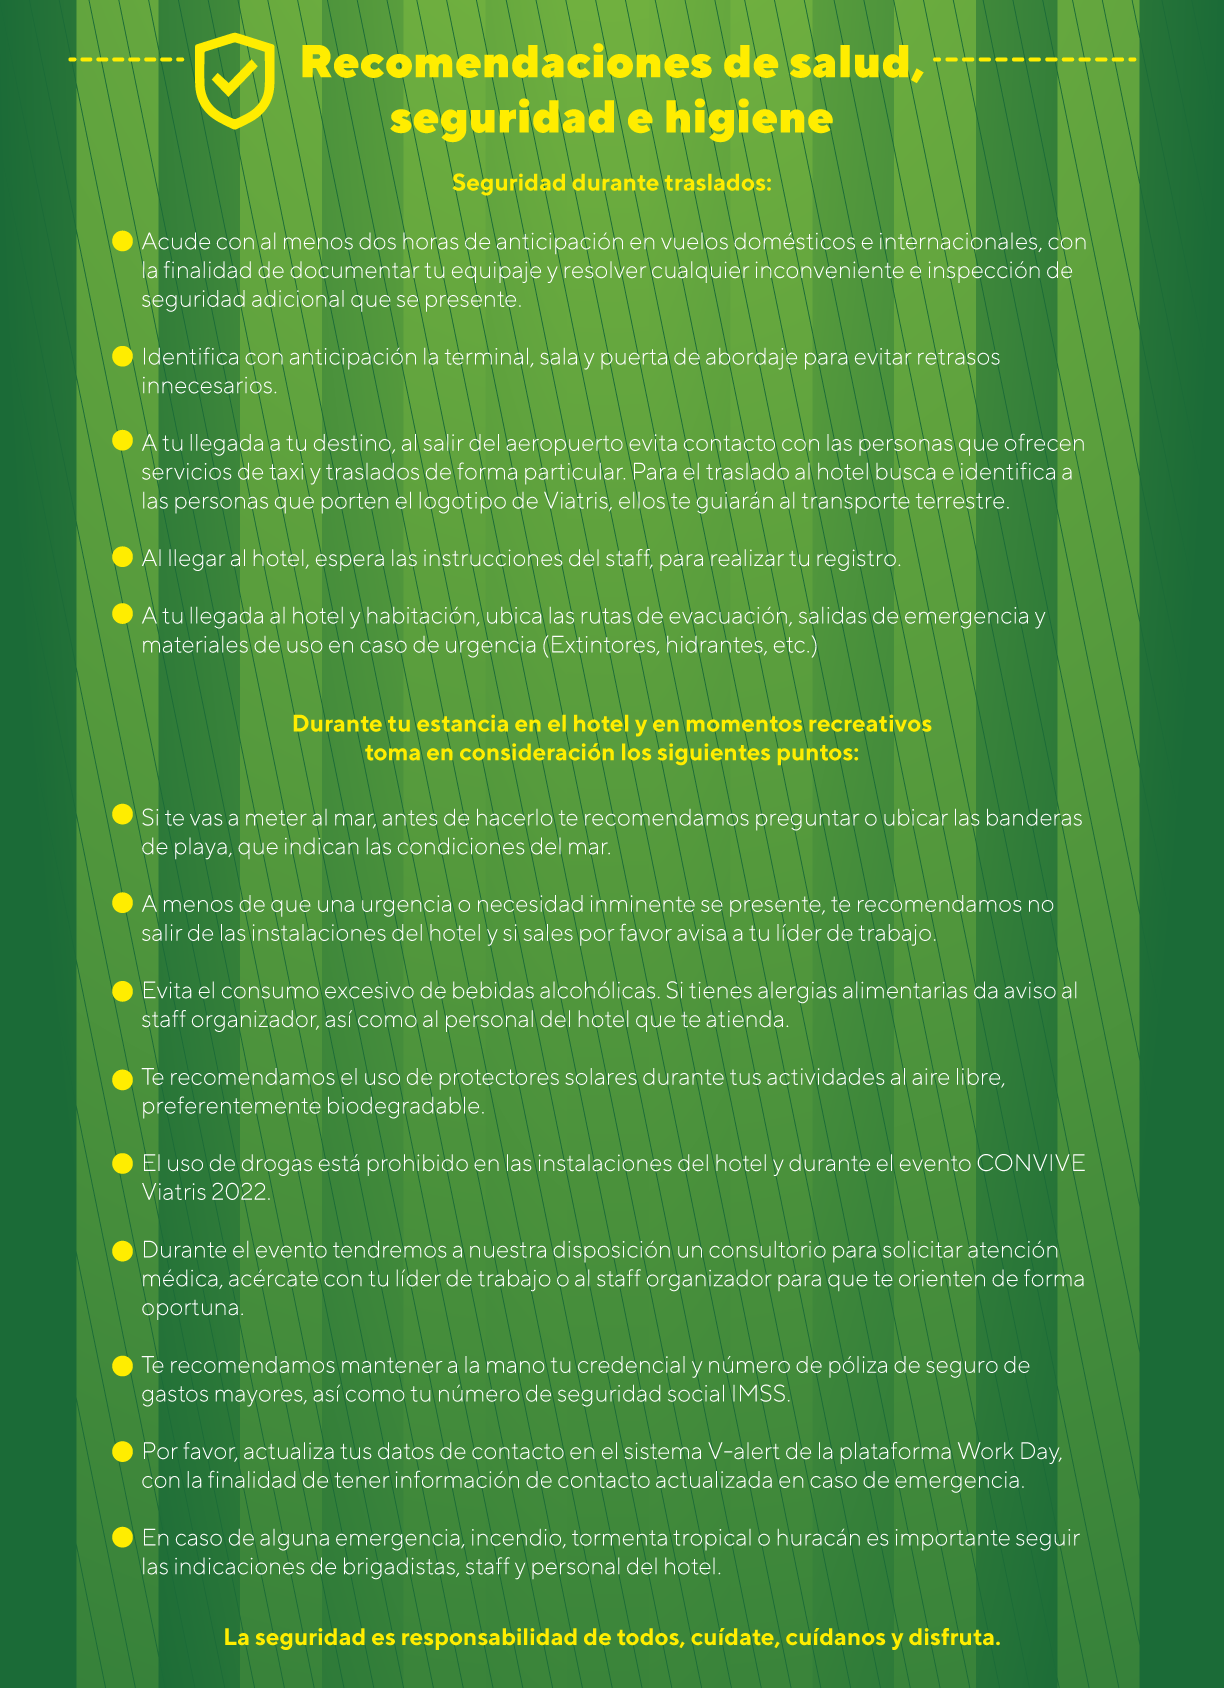 Recomendaciones de salud,
seguridad e higiene
Seguridad durante traslados:
Acude con al menos dos horas de anticipación en vuelos domésticos e internacionales, con
la finalidad de documentar tu equipaje y resolver cualquier inconveniente e inspección de
seguridad adicional que se presente.
Identifica con anticipación la terminal, sala y puerta de abordaje para evitar retrasos
innecesarios.
A tu llegada a tu destino, al salir del aeropuerto evita contacto con las personas que ofrecen
servicios de taxi y traslados de forma particular. Para el traslado al hotel busca e identifica a
las personas que porten el logotipo de Viatris, ellos te guiarán al transporte terrestre.
Al llegar al hotel, espera las instrucciones del staff, para realizar tu registro.
A tu llegada al hotel y habitación, ubica las rutas de evacuación, salidas de emergencia y
materiales de uso en caso de urgencia (Extintores, hidrantes, etc.)
Durante tu estancia en el hotel y en momentos recreativos
toma en consideración los siguientes puntos:
Si te vas a meter al mar, antes de hacerlo te recomendamos preguntar o ubicar las banderas
de playa, que indican las condiciones del mar.
A menos de que una urgencia o necesidad inminente se presente, te recomendamos no
salir de las instalaciones del hotel y si sales por favor avisa a tu líder de trabajo.
Evita el consumo excesivo de bebidas alcohólicas. Si tienes alergias alimentarias da aviso al
staff organizador, así como al personal del hotel que te atienda.
Te recomendamos el uso de protectores solares durante tus actividades al aire libre,
preferentemente biodegradable.
El uso de drogas está prohibido en las instalaciones del hotel y durante el evento CONVIVE
Viatris 2022.
Durante el evento tendremos a nuestra disposición un consultorio para solicitar atención
médica, acércate con tu líder de trabajo o al staff organizador para que te orienten de forma
oportuna.
Te recomendamos mantener a la mano tu credencial y número de póliza de seguro de
gastos mayores, así como tu número de seguridad social IMSS.
Por favor, actualiza tus datos de contacto en el sistema V-alert de la plataforma Work Day,
con la finalidad de tener información de contacto actualizada en caso de emergencia.
En caso de alguna emergencia, incendio, tormenta tropical o huracán es importante seguir
las indicaciones de brigadistas, staff y personal del hotel.
La seguridad es responsabilidad de todos, cuídate, cuídanos y disfruta.